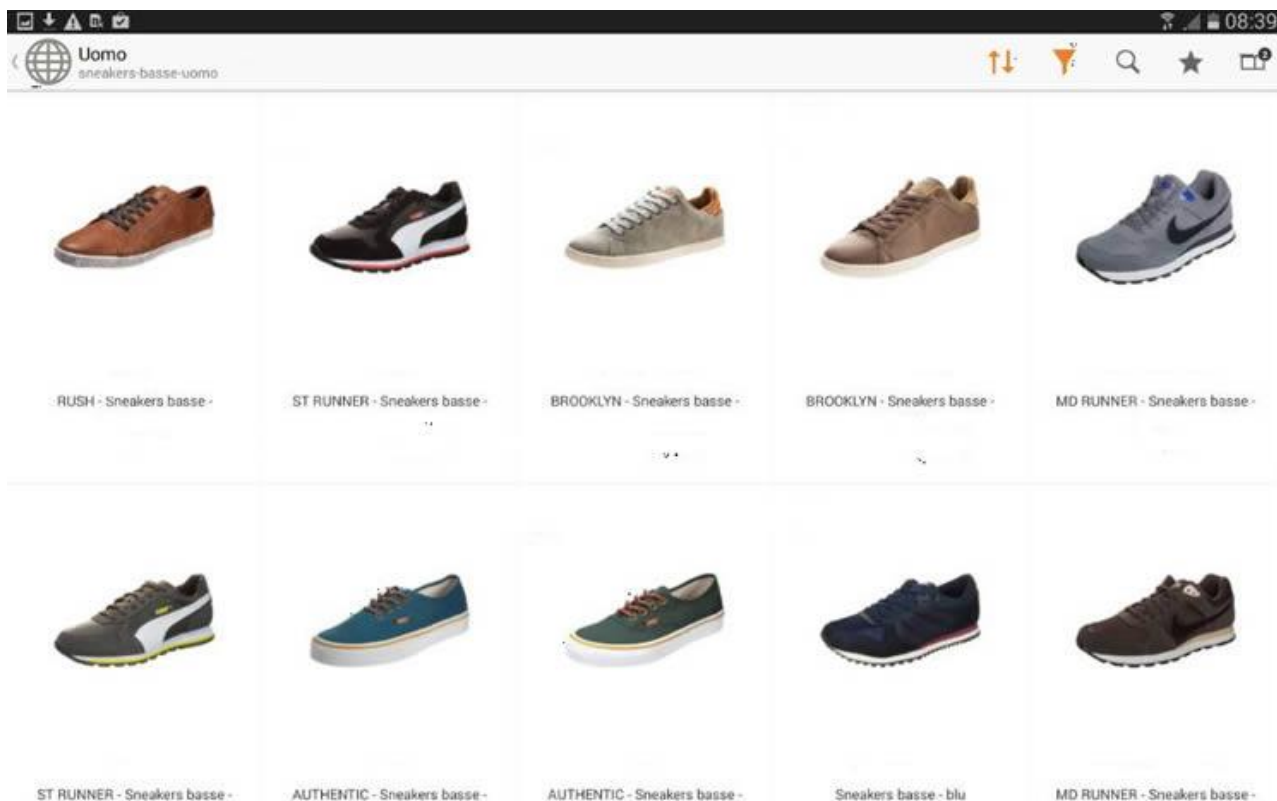 08:39
Uomo
sneakers-basse-uomo
2
RUSH - Sneakers basse -
ST RUNNER - Sneakers basse -
BROOKLYN - Sneakers basse -
BROOKLYN - Sneakers basse -
MD RUNNER - Sneakers basse -
ST RUNNER - Sneakers basse -
AUTHENTIC - Sneakers basse -
AUTHENTIC - Sneakers basse -
Sneakers basse - blu
MD RUNNER - Sneakers basse -